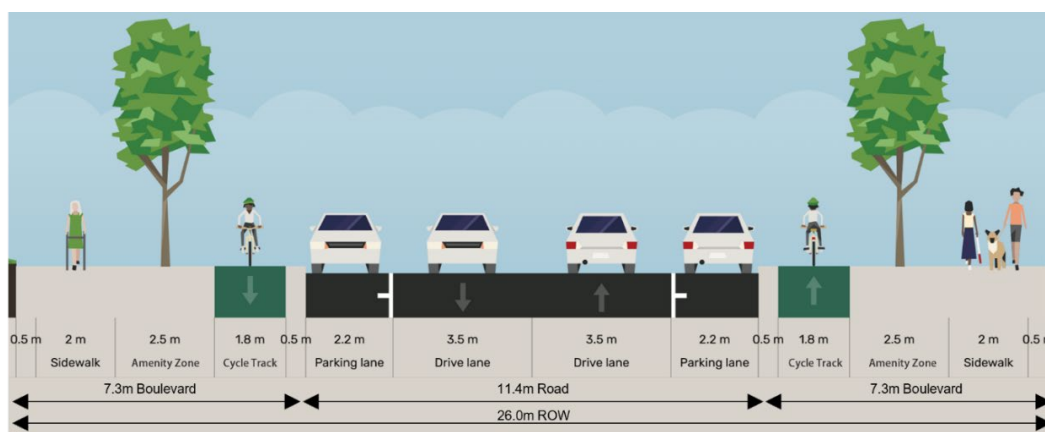 0.5 m 2 m 2.5 m 1.8 m 0.5 m 2.2 m 3.5 m 3.5 m 2.2 m 0.5 m 1.8 m 2.5 m 2 m 0.5
Sidewalk Amenity Zone Cycle Track Parking lane Drive lane Drive lane Parking lane Cycle Track Amenity Zone Sidewalk
7.3m Boulevard 11.4m Road 7.3m Boulevard
26.0m ROW